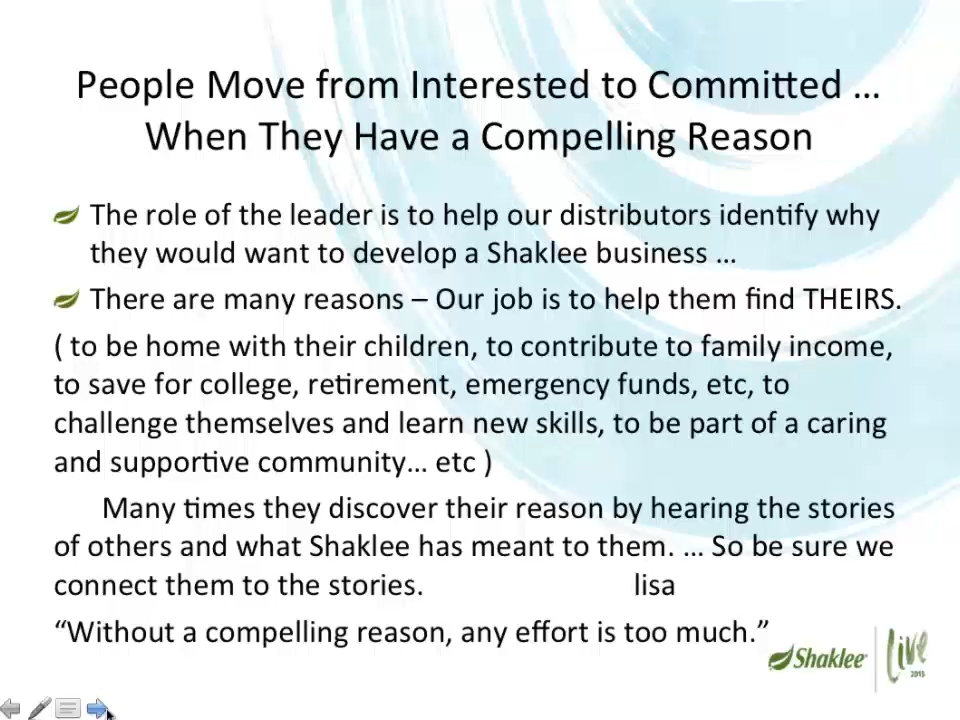 People Move from Interested to Committed …
When They Have a Compelling Reason
The role of the leader is to help our distributors identify why
they would want to develop a Shaklee business …
There are many reasons – Our job is to help them find THEIRS.
( to be home with their children, to contribute to family income,
to save for college, retirement, emergency funds, etc, to
challenge themselves and learn new skills, to be part of a caring
and supportive community… etc )
Many times they discover their reason by hearing the stories
of others and what Shaklee has meant to them. … So be sure we
connect them to the stories. lisa
“Without a compelling reason, any effort is too much.”
Shaklee Live
2015